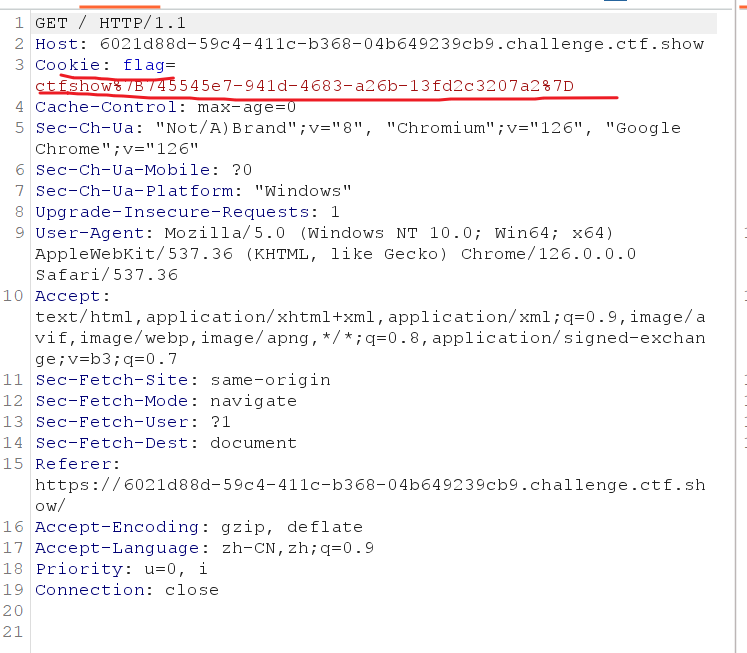 1 GET / HTTP/1.1
2 Host: 6021d88d-59c4-411c-b368-04b649239cb9.challenge.ctf.show
3 Cookie: flag=
ctfshow%7B745545e7-941d-4683-a26b-13fd2c3207a2%7D
4 Cache-Control: max-age=0
5 Sec-Ch-Ua: "Not/A)Brand";v="8", "Chromium";v="126", "Google
Chrome";v="126"
6 Sec-Ch-Ua-Mobile: ?0
7 Sec-Ch-Ua-Platform: "Windows"
8 Upgrade-Insecure-Requests: 1
9 User-Agent: Mozilla/5.0 (Windows NT 10.0; Win64; x64)
AppleWebKit/537.36 (KHTML, like Gecko) Chrome/126.0.0.0
Safari/537.36
10 Accept:
text/html,application/xhtml+xml,application/xml;q=0.9,image/a
vif,image/webp,image/apng,*/*;q=0.8,application/signed-exchan
ge;v=b3;q=0.7
11 Sec-Fetch-Site: same-origin
12 Sec-Fetch-Mode: navigate
13 Sec-Fetch-User: ?1
14 Sec-Fetch-Dest: document
15 Referer:
https://6021d88d-59c4-411c-b368-04b649239cb9.challenge.ctf.sh
ow/
16 Accept-Encoding: gzip, deflate
17 Accept-Language: zh-CN,zh;q=0.9
18 Priority: u=0, i
19 Connection: close
20
21